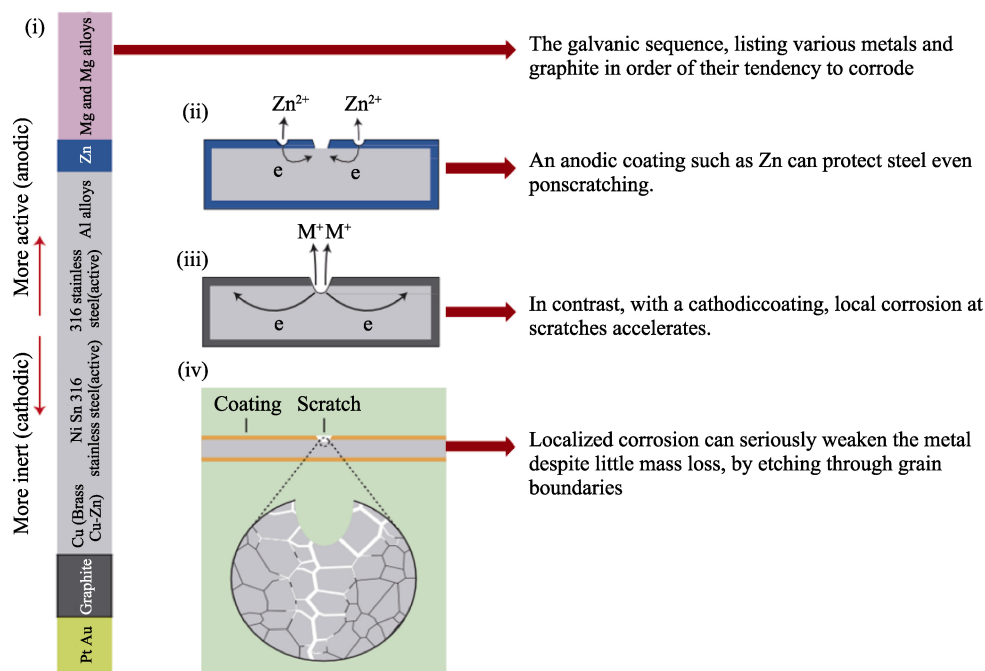 (i)
Mg and Mg alloys
Zn
Al alloys
316 stainless
steel(active)
Ni Sn 316
stainless steel(active)
Cu (Brass
Cu-Zn)
Graphite
Pt Au
More active (anodic)
More inert (cathodic)
The galvanic sequence, listing various metals and
graphite in order of their tendency to corrode
(ii)
Zn²⁺ Zn²⁺
e e
An anodic coating such as Zn can protect steel even
ponscratching.
(iii)
M⁺M⁺
e e
In contrast, with a cathodiccoating, local corrosion at
scratches accelerates.
(iv)
Coating Scratch
Localized corrosion can seriously weaken the metal
despite little mass loss, by etching through grain
boundaries